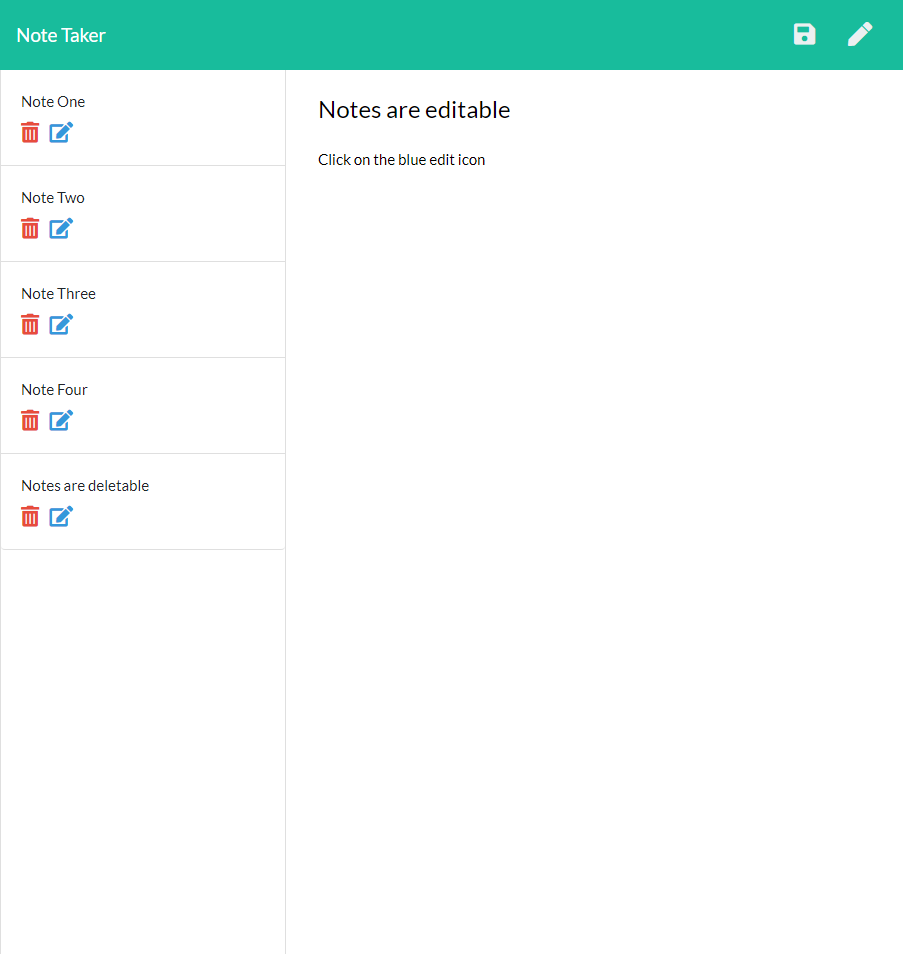 Note Taker
Note One
Note Two
Note Three
Note Four
Notes are deletable
Notes are editable
Click on the blue edit icon